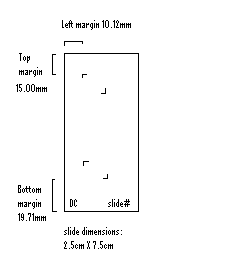 Left margin 10.12mm
Top
margin
15.00mm
Bottom
margin
19.71mm
DC slide#
slide dimensions:
2.5cm X 7.5cm